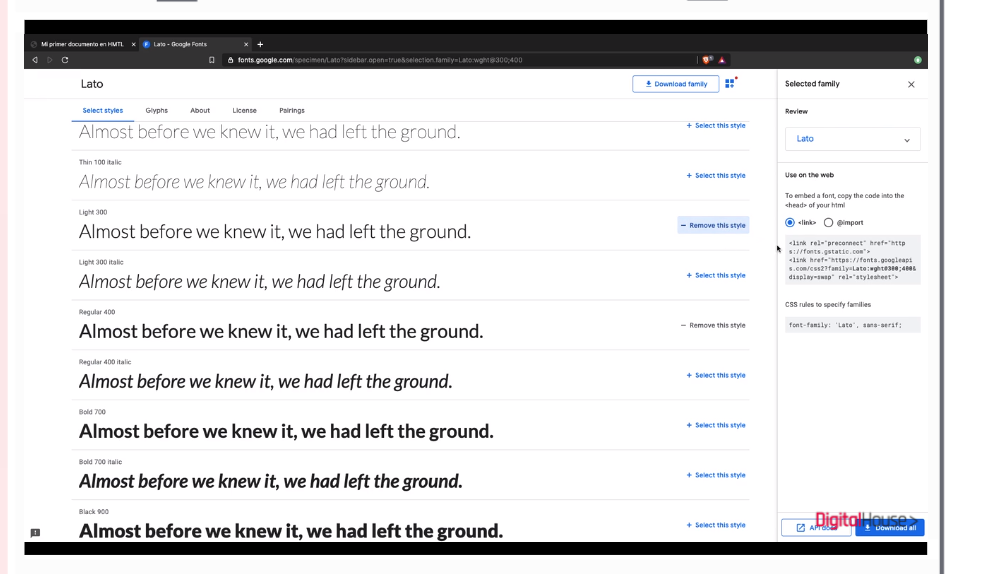 Mi primer documento en HMTL
Lato - Google Fonts
fonts.google.com/specimen/Lato?sidebar.open=true&selection.family=Lato:wght@300;400
Lato
Download family
Select styles
Glyphs
About
License
Pairings
Almost before we knew it, we had left the ground.
+ Select this style
Thin 100 italic
Almost before we knew it, we had left the ground.
+ Select this style
Light 300
Almost before we knew it, we had left the ground.
− Remove this style
Light 300 italic
Almost before we knew it, we had left the ground.
+ Select this style
Regular 400
Almost before we knew it, we had left the ground.
− Remove this style
Regular 400 italic
Almost before we knew it, we had left the ground.
+ Select this style
Bold 700
Almost before we knew it, we had left the ground.
+ Select this style
Bold 700 italic
Almost before we knew it, we had left the ground.
+ Select this style
Black 900
Almost before we knew it, we had left the ground.
+ Select this style
Selected family
Review
Lato
Use on the web
To embed a font, copy the code into the
<head> of your html
<link> @import
<link rel="preconnect" href="http
s://fonts.gstatic.com">
<link href="https://fonts.googleapi
s.com/css2?family=Lato:wght@300;400&
display=swap" rel="stylesheet">
CSS rules to specify families
font-family: 'Lato', sans-serif;
API docs
Download all
DigitalHouse>